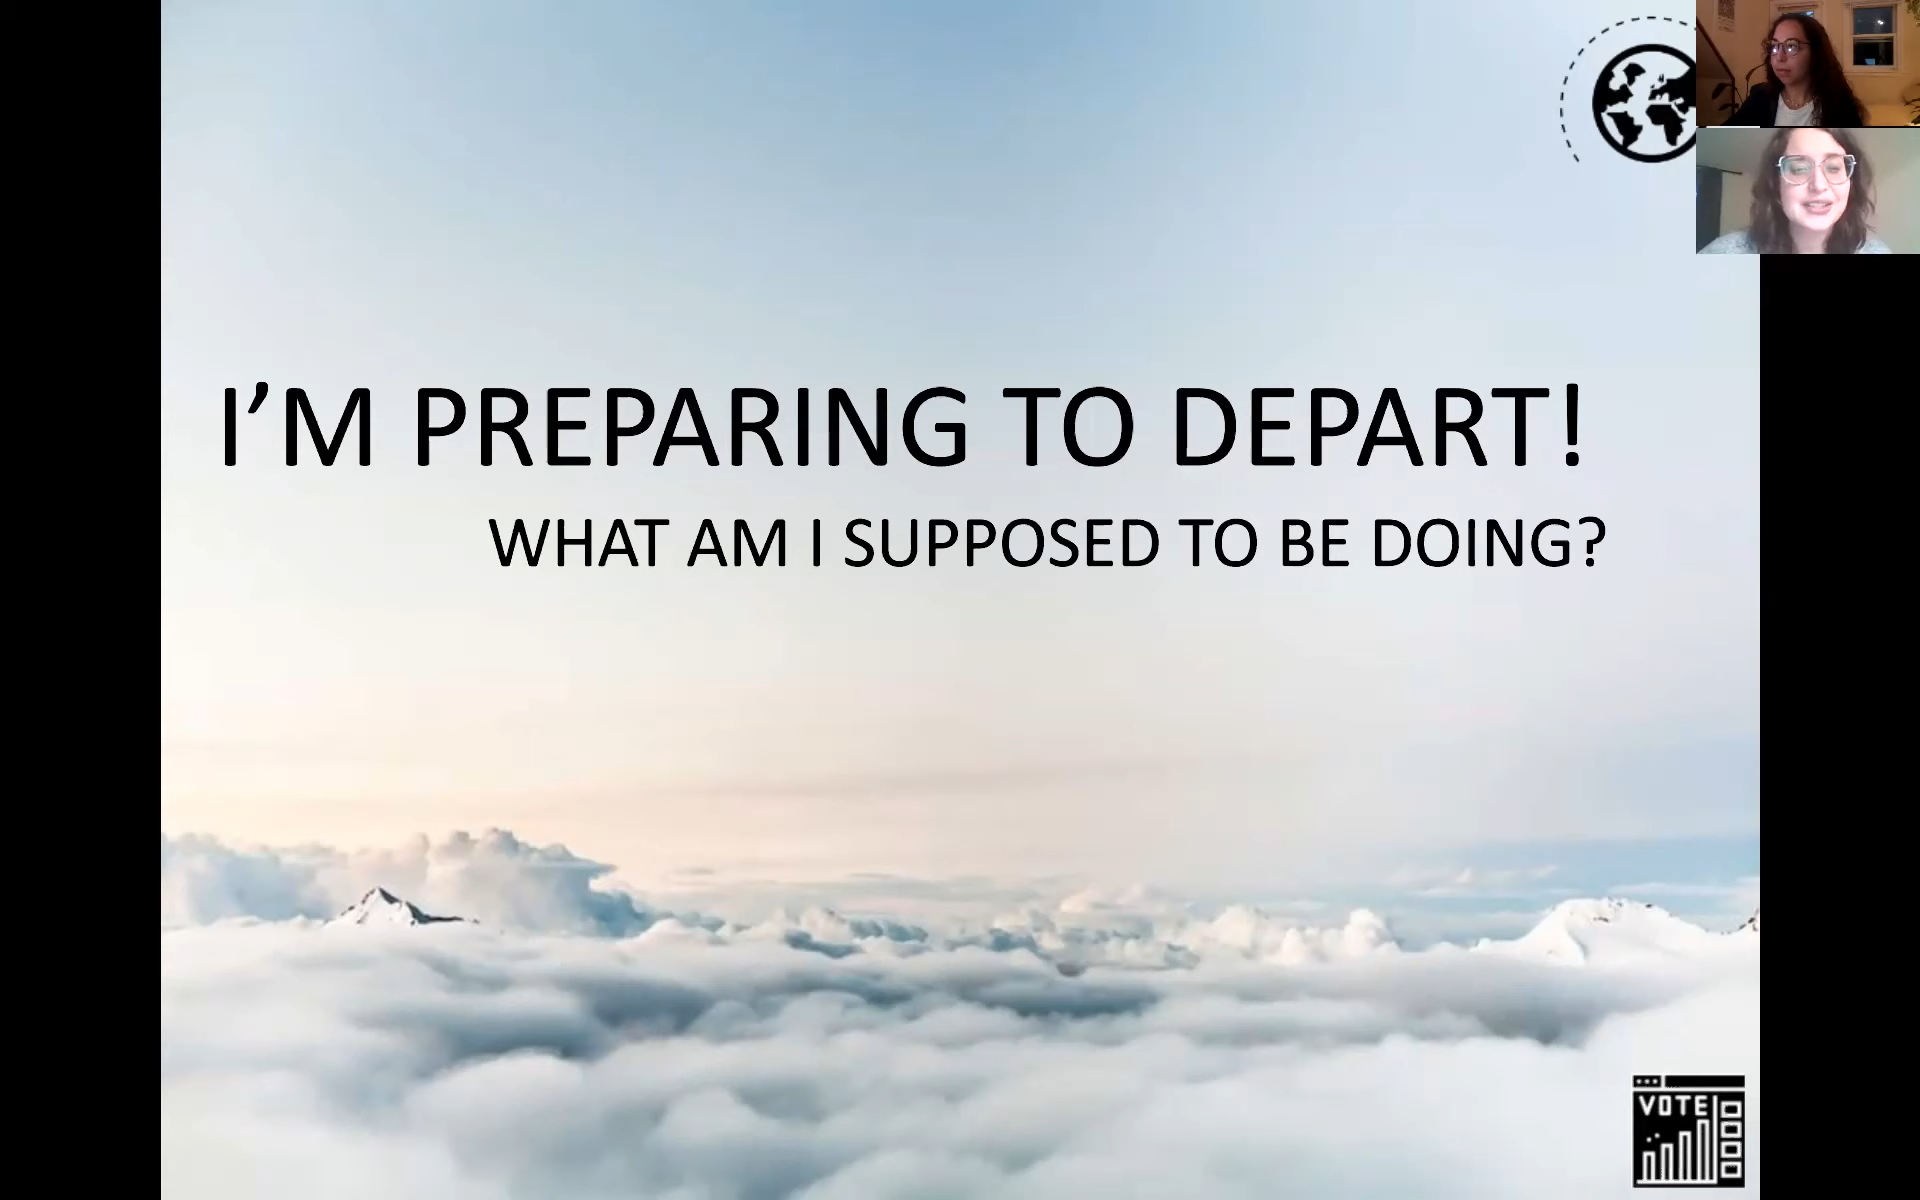 I’M PREPARING TO DEPART!
WHAT AM I SUPPOSED TO BE DOING?
VOTE